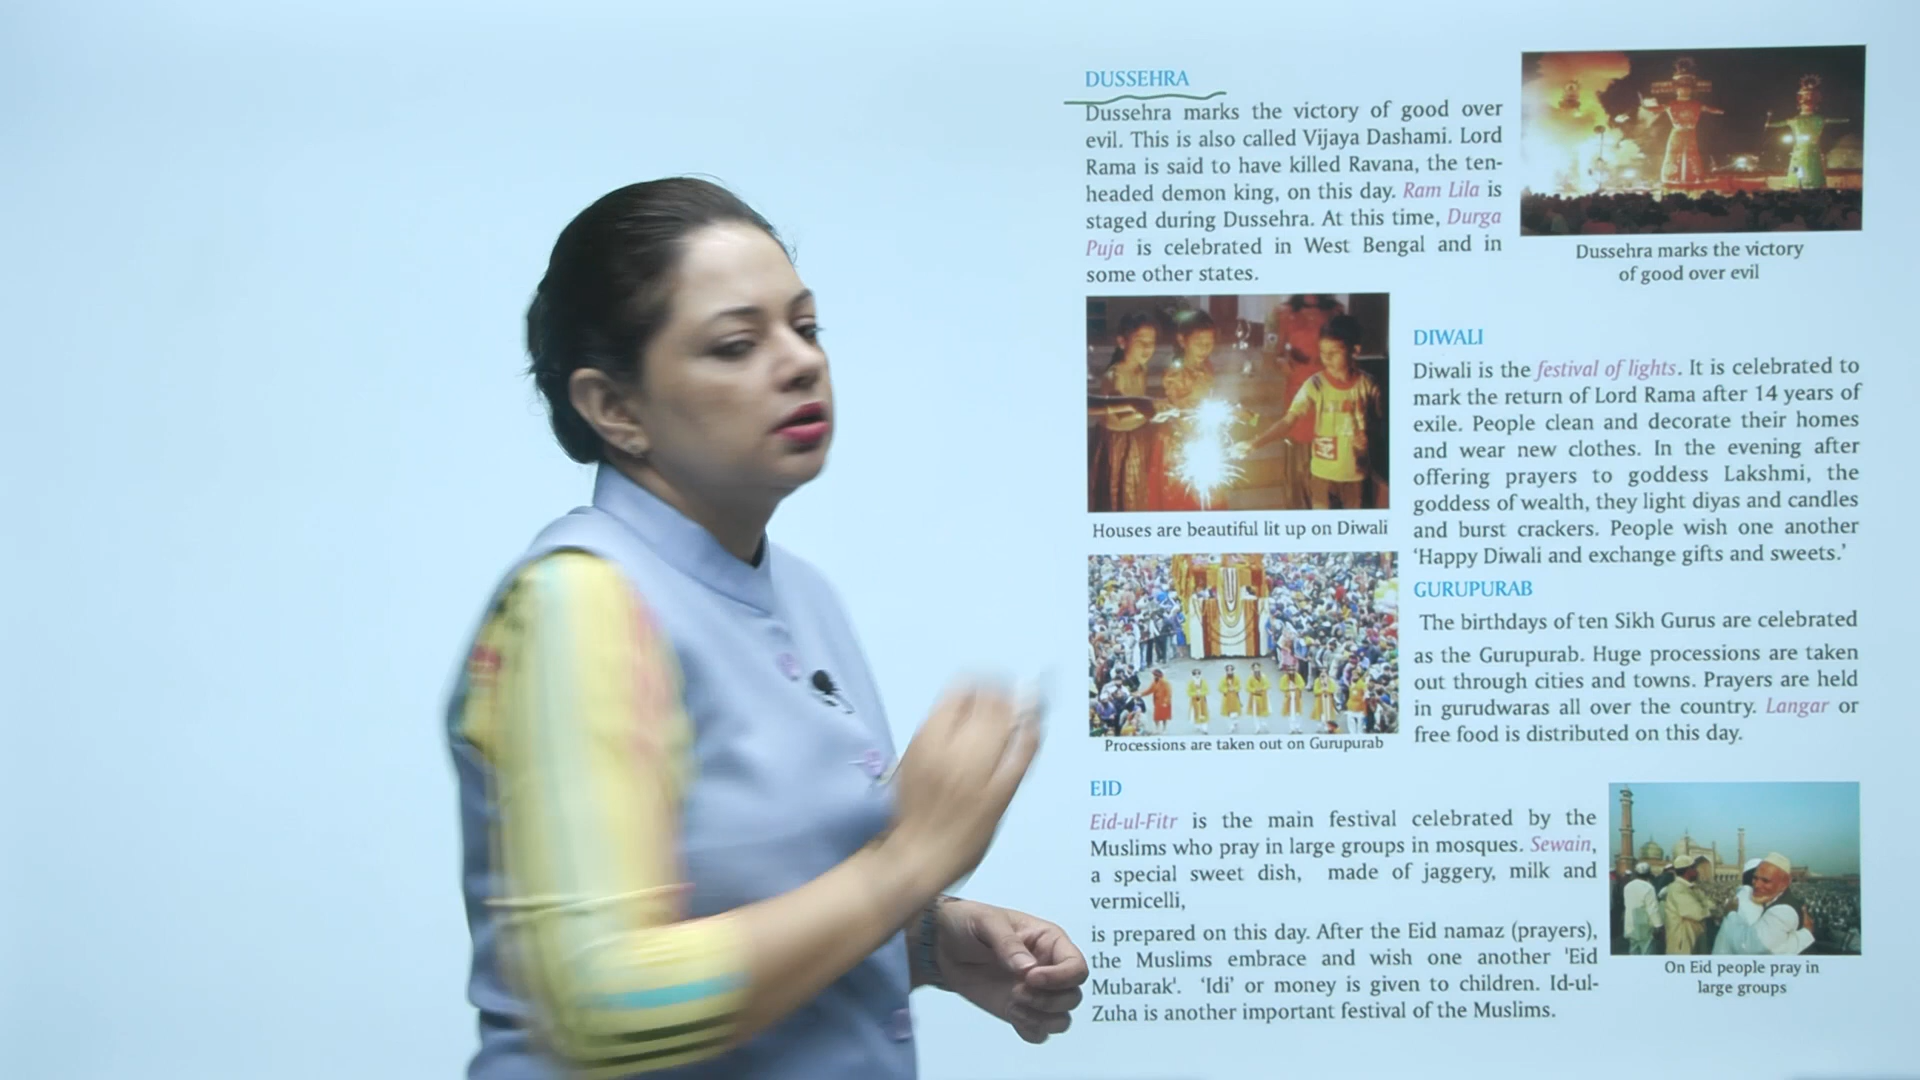 DUSSEHRA
Dussehra marks the victory of good over
evil. This is also called Vijaya Dashami. Lord
Rama is said to have killed Ravana, the ten-
headed demon king, on this day. Ram Lila is
staged during Dussehra. At this time, Durga
Puja is celebrated in West Bengal and in
some other states.
Dussehra marks the victory
of good over evil
Houses are beautiful lit up on Diwali
DIWALI
Diwali is the festival of lights. It is celebrated to
mark the return of Lord Rama after 14 years of
exile. People clean and decorate their homes
and wear new clothes. In the evening after
offering prayers to goddess Lakshmi, the
goddess of wealth, they light diyas and candles
and burst crackers. People wish one another
‘Happy Diwali and exchange gifts and sweets.’
Processions are taken out on Gurupurab
GURUPURAB
The birthdays of ten Sikh Gurus are celebrated
as the Gurupurab. Huge processions are taken
out through cities and towns. Prayers are held
in gurudwaras all over the country. Langar or
free food is distributed on this day.
EID
Eid-ul-Fitr is the main festival celebrated by the
Muslims who pray in large groups in mosques. Sewain,
a special sweet dish, made of jaggery, milk and
vermicelli,
is prepared on this day. After the Eid namaz (prayers),
the Muslims embrace and wish one another 'Eid
Mubarak'. ‘Idi’ or money is given to children. Id-ul-
Zuha is another important festival of the Muslims.
On Eid people pray in
large groups